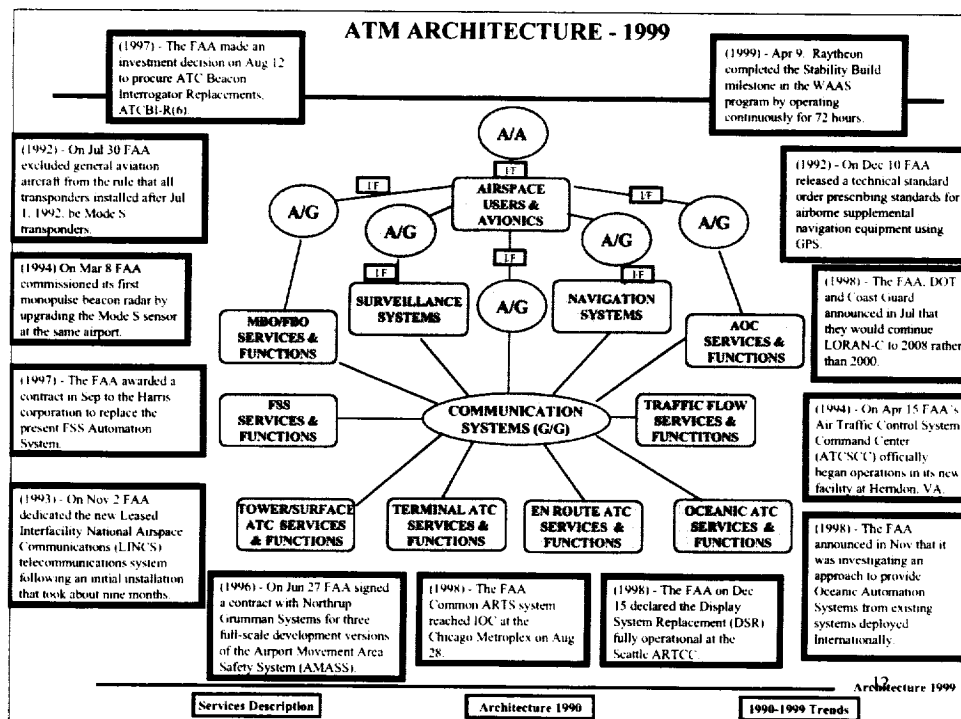 ATM ARCHITECTURE - 1999
(1997) - The FAA made an
investment decision on Aug 12
to procure ATC Beacon
Interrogator Replacements,
ATCBI-R(6).
(1999) - Apr 9. Raytheon
completed the Stability Build
milestone in the WAAS
program by operating
continuously for 72 hours.
(1992) - On Jul 30 FAA
excluded general aviation
aircraft from the rule that all
transponders installed after Jul
1, 1992, be Mode S
transponders.
(1992) - On Dec 10 FAA
released a technical standard
order prescribing standards for
airborne supplemental
navigation equipment using
GPS.
(1994) On Mar 8 FAA
commissioned its first
monopulse beacon radar by
upgrading the Mode S sensor
at the same airport.
(1998) - The FAA, DOT
and Coast Guard
announced in Jul that
they would continue
LORAN-C to 2008 rather
than 2000.
(1997) - The FAA awarded a
contract in Sep to the Harris
corporation to replace the
present FSS Automation
System.
(1994) - On Apr 15 FAA's
Air Traffic Control System
Command Center
(ATCSCC) officially
began operations in its new
facility at Herndon, VA.
(1993) - On Nov 2 FAA
dedicated the new Leased
Interfacility National Airspace
Communications (LINCS)
telecommunications system
following an initial installation
that took about nine months.
(1998) - The FAA
announced in Nov that it
was investigating an
approach to provide
Oceanic Automation
Systems from existing
systems deployed
Internationally.
A/A
I/F
AIRSPACE
USERS &
AVIONICS
I/F
I/F
A/G
A/G
A/G
A/G
I/F
I/F
I/F
A/G
SURVEILLANCE
SYSTEMS
NAVIGATION
SYSTEMS
MBO/FBO
SERVICES &
FUNCTIONS
AOC
SERVICES &
FUNCTIONS
FSS
SERVICES &
FUNCTIONS
COMMUNICATION
SYSTEMS (G/G)
TRAFFIC FLOW
SERVICES &
FUNCTITONS
TOWER/SURFACE
ATC SERVICES
& FUNCTIONS
TERMINAL ATC
SERVICES &
FUNCTIONS
EN ROUTE ATC
SERVICES &
FUNCTIONS
OCEANIC ATC
SERVICES &
FUNCTIONS
(1996) - On Jun 27 FAA signed
a contract with Northrup
Grumman Systems for three
full-scale development versions
of the Airport Movement Area
Safety System (AMASS).
(1998) - The FAA
Common ARTS system
reached IOC at the
Chicago Metroplex on Aug
28.
(1998) - The FAA on Dec
15 declared the Display
System Replacement (DSR)
fully operational at the
Seattle ARTCC.
12
Architecture 1999
Services Description
Architecture 1990
1990-1999 Trends